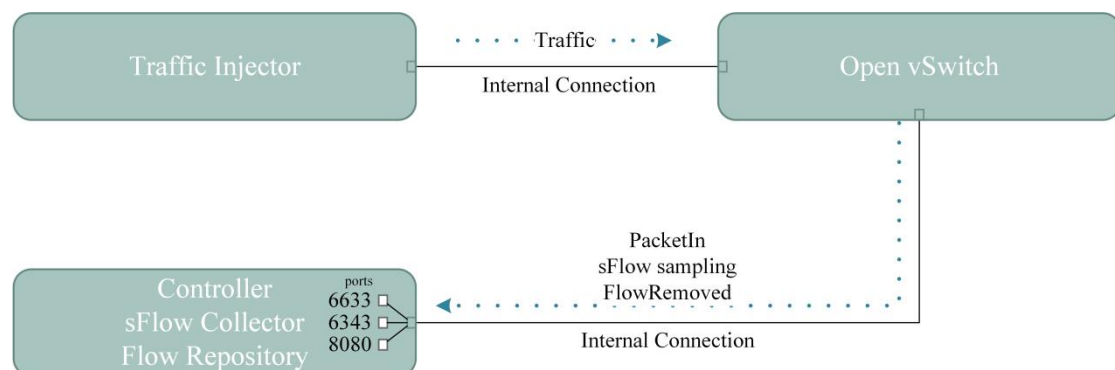 Traffic Injector
Traffic
Internal Connection
Open vSwitch
PacketIn
sFlow sampling
FlowRemoved
Internal Connection
Controller
sFlow Collector
Flow Repository
ports
6633
6343
8080